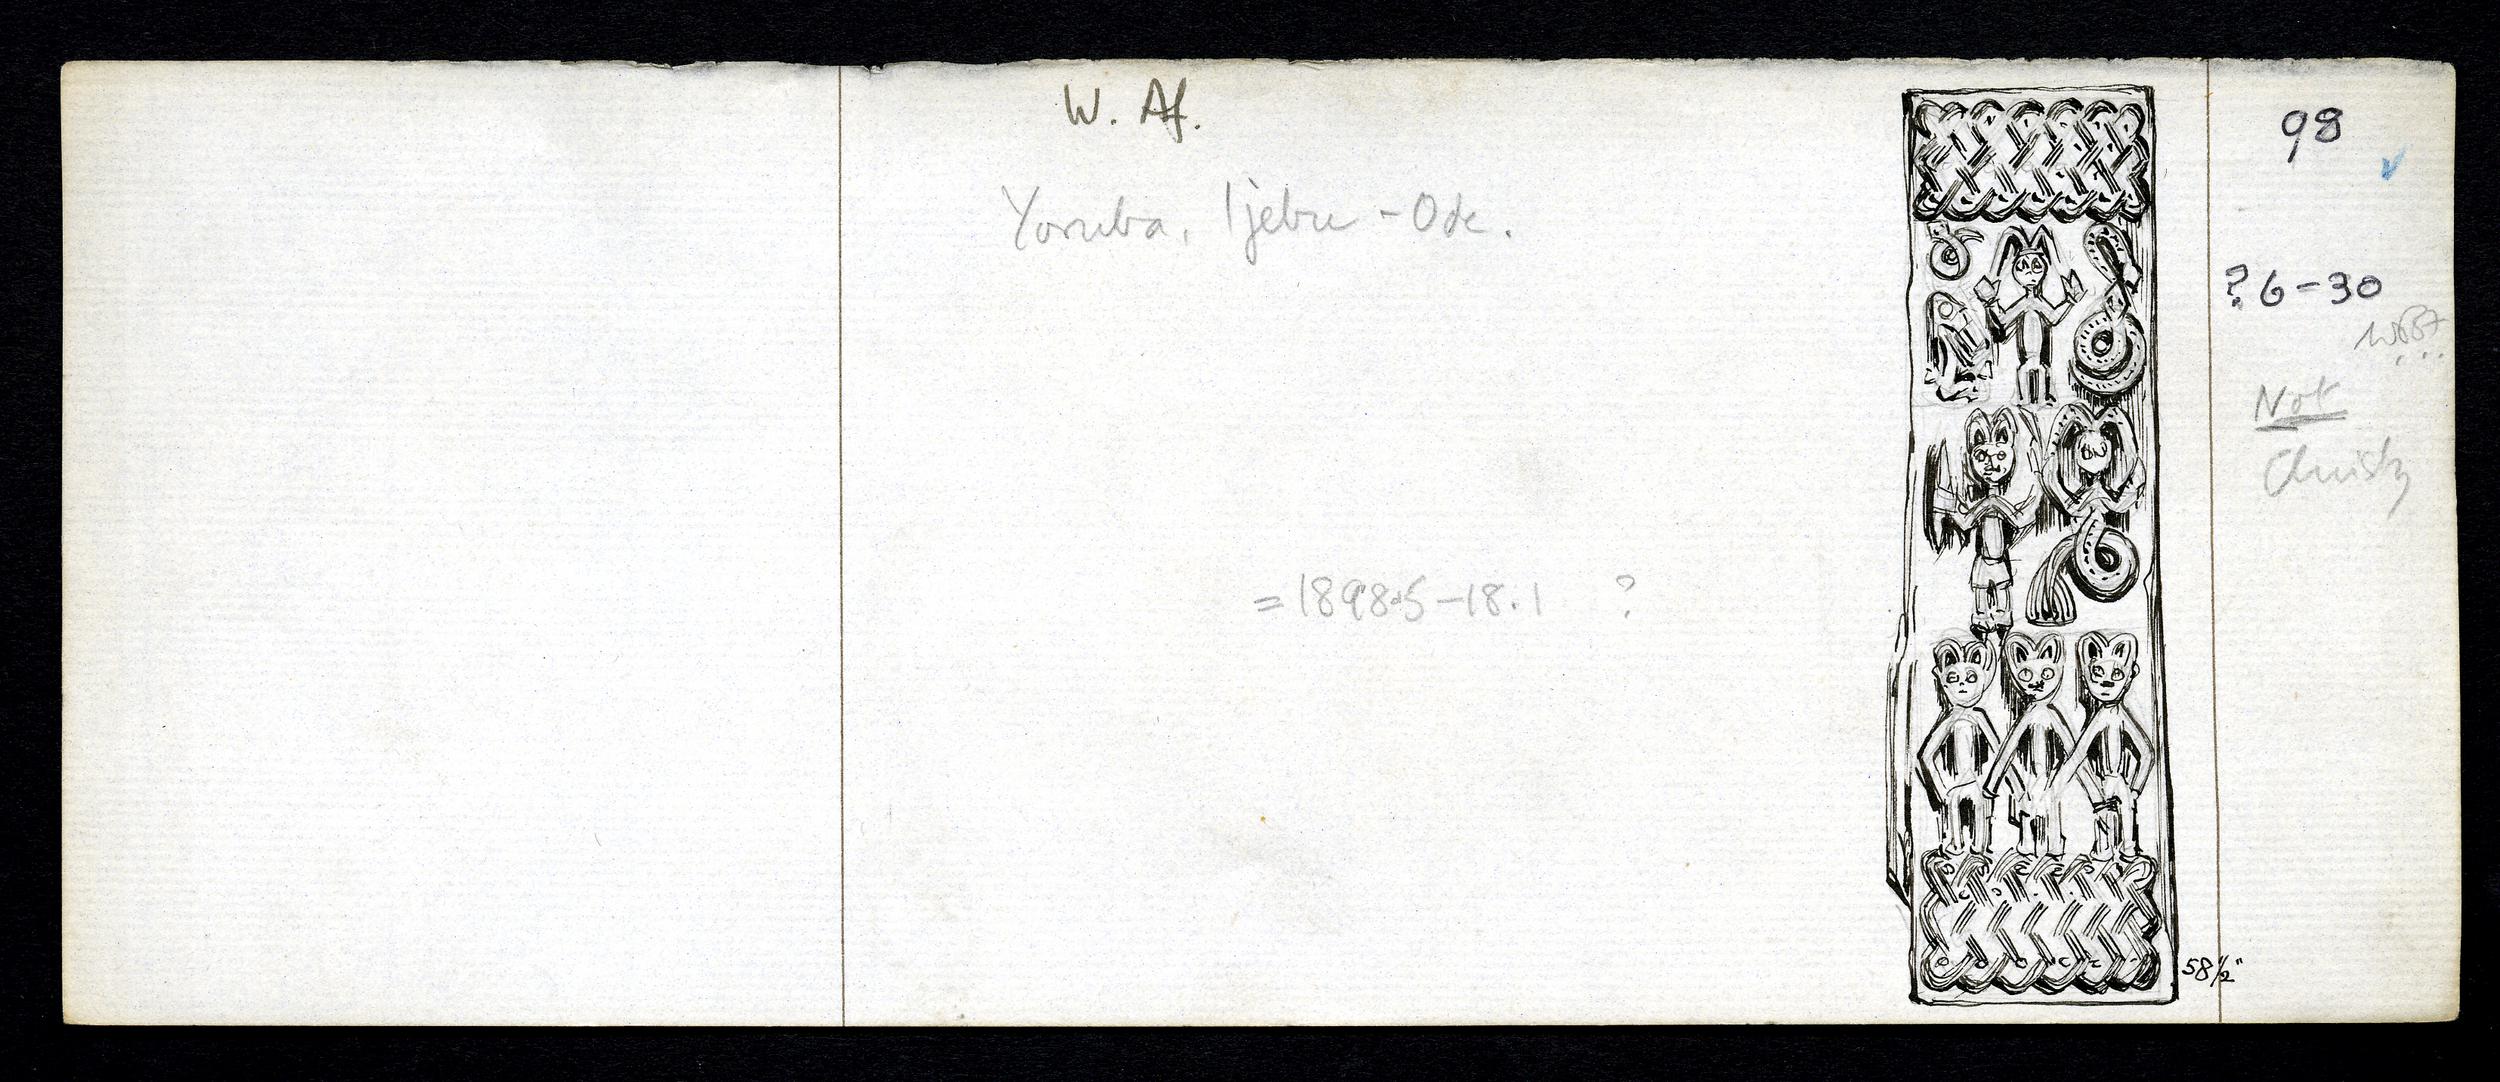 W. Af.
Yoruba, Ijebu-Ode.
= 1898.5-18.1 ?
98
? 6-30
Not
Christy
58½"